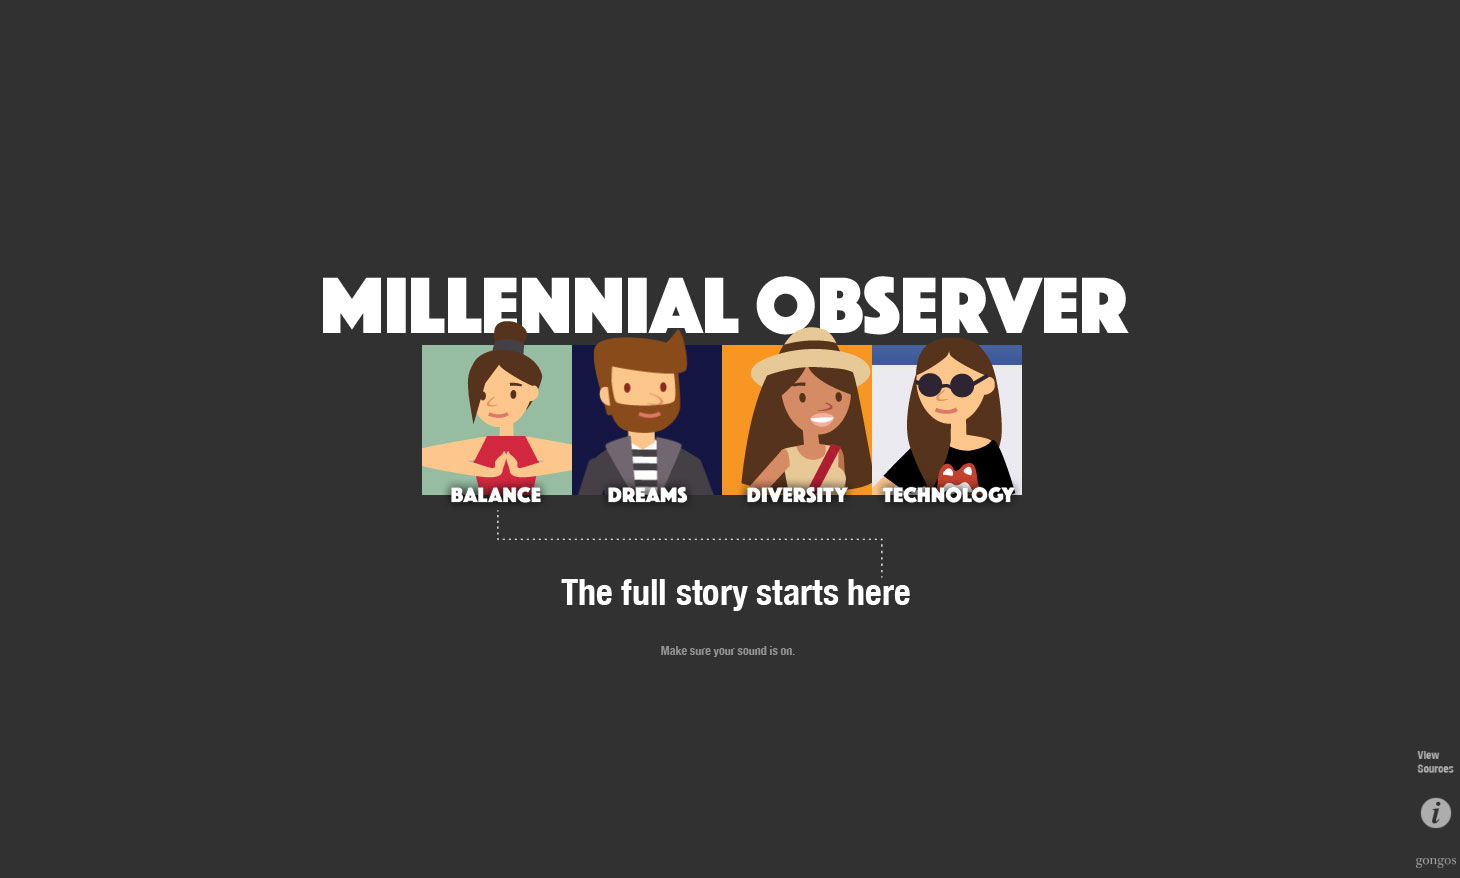 MILLENNIAL OBSERVER
BALANCE
DREAMS
DIVERSITY
TECHNOLOGY
The full story starts here
Make sure your sound is on.
View
Sources
i
gongos